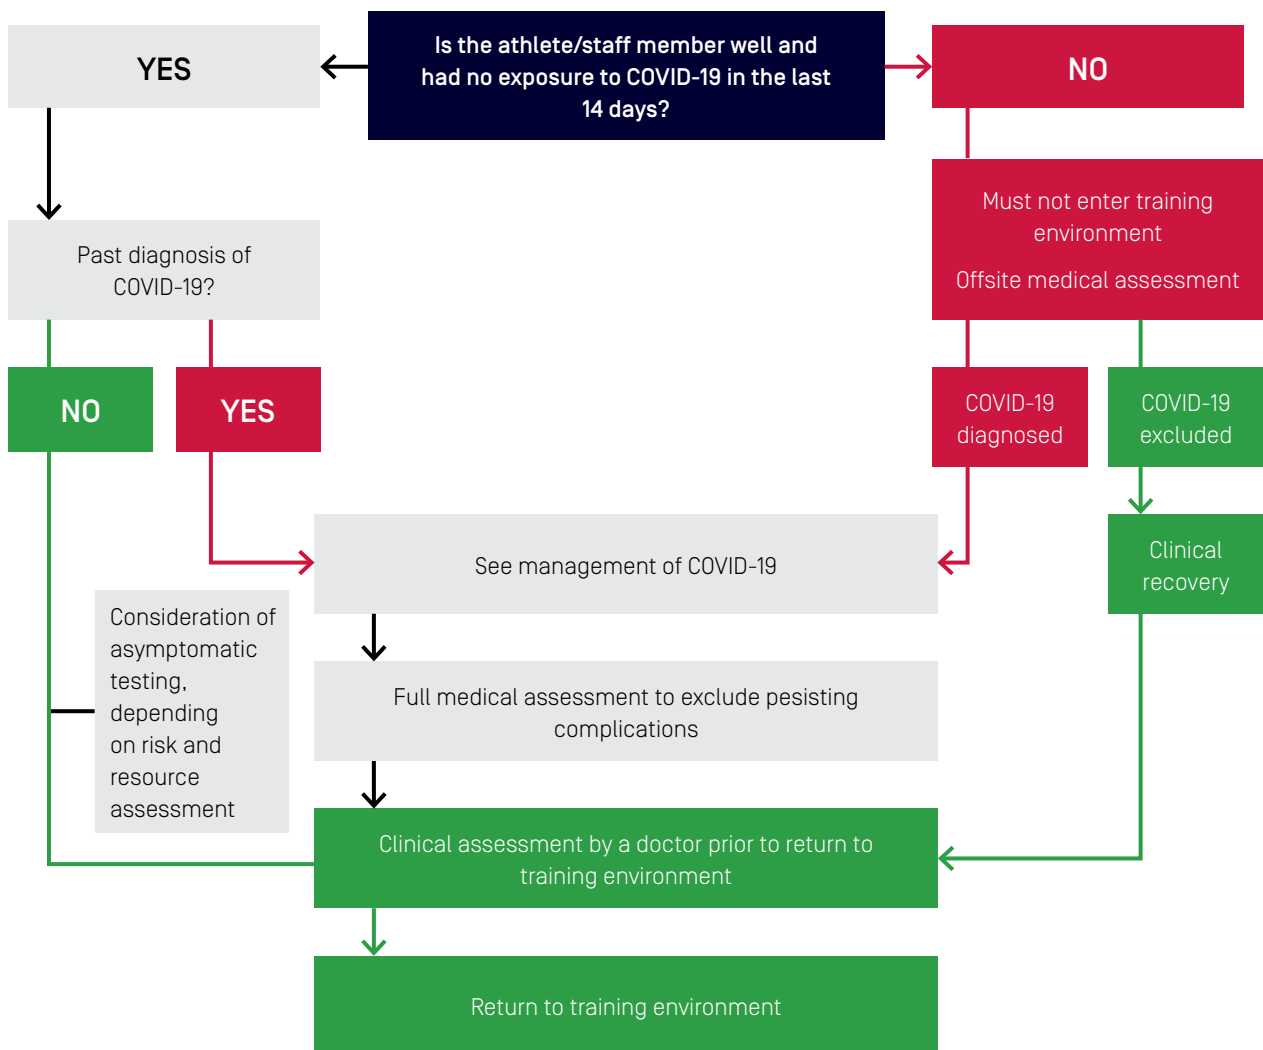 Is the athlete/staff member well and
had no exposure to COVID-19 in the last
14 days?
YES
NO
Must not enter training
environment
Offsite medical assessment
Past diagnosis of
COVID-19?
NO
YES
COVID-19
diagnosed
COVID-19
excluded
See management of COVID-19
Clinical
recovery
Consideration of
asymptomatic
testing,
depending
on risk and
resource
assessment
Full medical assessment to exclude pesisting
complications
Clinical assessment by a doctor prior to return to
training environment
Return to training environment